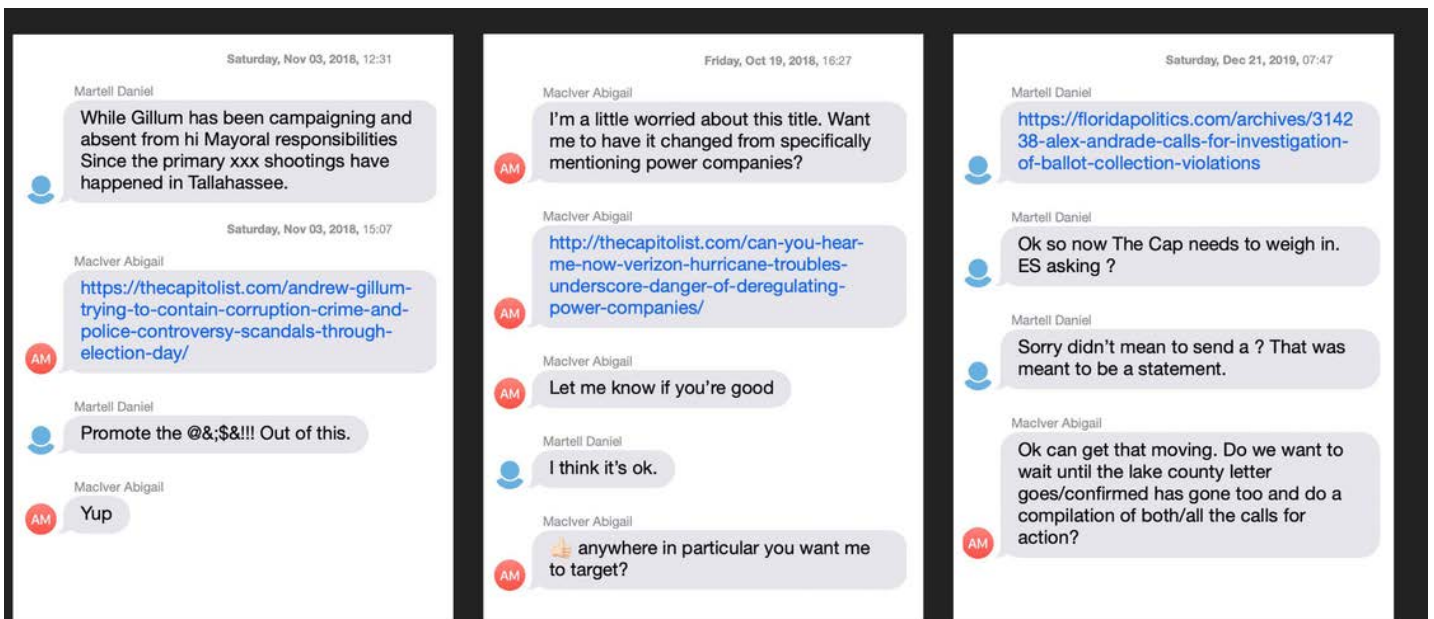 Saturday, Nov 03, 2018, 12:31
Martell Daniel
While Gillum has been campaigning and
absent from hi Mayoral responsibilities
Since the primary xxx shootings have
happened in Tallahassee.
Saturday, Nov 03, 2018, 15:07
MacIver Abigail
https://thecapitolist.com/andrew-gillum-
trying-to-contain-corruption-crime-and-
police-controversy-scandals-through-
election-day/
AM
Martell Daniel
Promote the @&;$&!!! Out of this.
MacIver Abigail
Yup
AM
Friday, Oct 19, 2018, 16:27
MacIver Abigail
I'm a little worried about this title. Want
me to have it changed from specifically
mentioning power companies?
AM
MacIver Abigail
http://thecapitolist.com/can-you-hear-
me-now-verizon-hurricane-troubles-
underscore-danger-of-deregulating-
power-companies/
AM
MacIver Abigail
Let me know if you're good
AM
Martell Daniel
I think it's ok.
MacIver Abigail
👍🏻 anywhere in particular you want me
to target?
AM
Saturday, Dec 21, 2019, 07:47
Martell Daniel
https://floridapolitics.com/archives/3142
38-alex-andrade-calls-for-investigation-
of-ballot-collection-violations
Martell Daniel
Ok so now The Cap needs to weigh in.
ES asking ?
Martell Daniel
Sorry didn't mean to send a ? That was
meant to be a statement.
MacIver Abigail
Ok can get that moving. Do we want to
wait until the lake county letter
goes/confirmed has gone too and do a
compilation of both/all the calls for
action?
AM